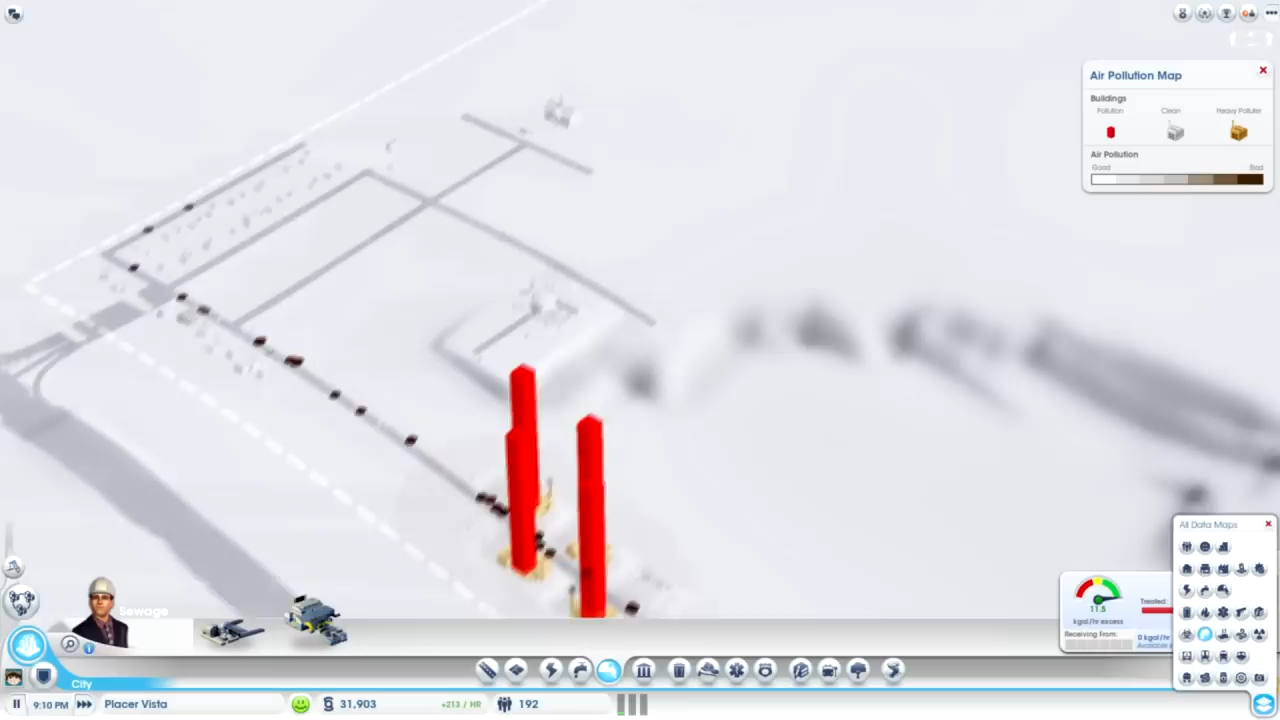 Air Pollution Map
Buildings
Pollution Clean Heavy Polluter
Air Pollution
Good Bad
All Data Maps
Sewage
11.5
kgal/hr excess
Treated:
Receiving From:
0 kgal/hr
Available
City
9:10 PM Placer Vista 31,903 +213 / HR 192